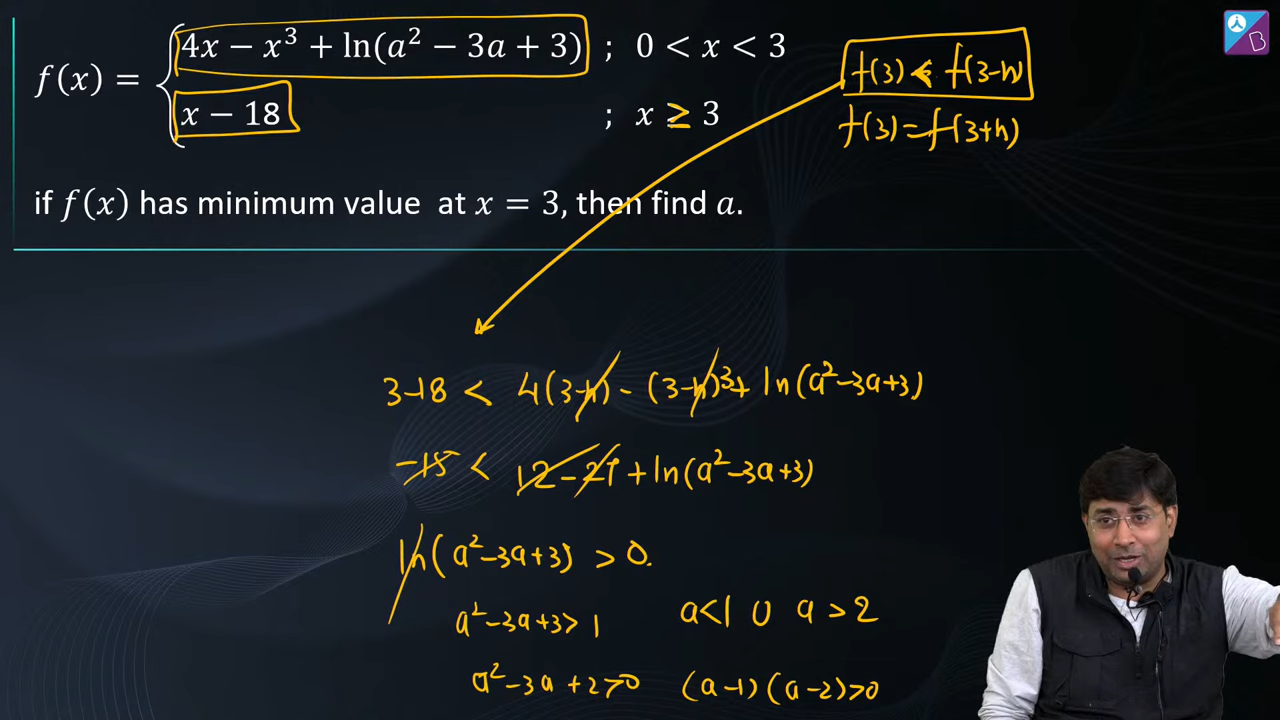 f(x) = { 4x − x³ + ln(a² − 3a + 3) ; 0 < x < 3
x − 18 ; x ≥ 3
f(3) < f(3-h)
f(3) = f(3+h)
if f(x) has minimum value at x = 3, then find a.
3-18 < 4(3-h) - (3-h)³ + ln(a²-3a+3)
-15 < 12-27 + ln(a²-3a+3)
ln(a²-3a+3) > 0.
a²-3a+3 > 1 a<1 ∪ a > 2
a²-3a+2>0 (a-1)(a-2)>0
B